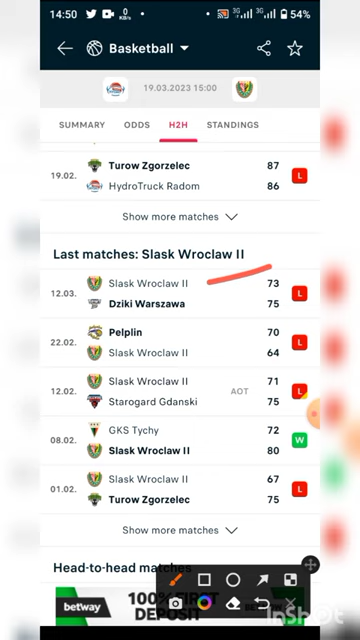 14:50 0 KB/s 3G 4G 54%
Basketball
19.03.2023 15:00
SUMMARY ODDS H2H STANDINGS
19.02. Turow Zgorzelec 87 L
HydroTruck Radom 86
Show more matches
Last matches: Slask Wroclaw II
12.03. Slask Wroclaw II 73 L
Dziki Warszawa 75
22.02. Pelplin 70 L
Slask Wroclaw II 64
12.02. Slask Wroclaw II 71 AOT L
Starogard Gdanski 75
08.02. GKS Tychy 72 W
Slask Wroclaw II 80
01.02. Slask Wroclaw II 67 L
Turow Zgorzelec 75
Show more matches
Head-to-head matches
betway 100% FIRST
DEPOSIT
InShOt